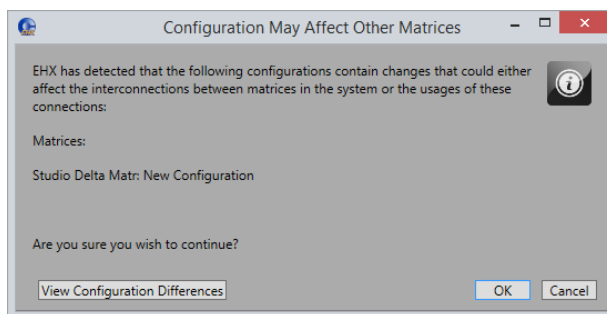 Configuration May Affect Other Matrices
EHX has detected that the following configurations contain changes that could either
affect the interconnections between matrices in the system or the usages of these
connections:
Matrices:
Studio Delta Matr: New Configuration
Are you sure you wish to continue?
View Configuration Differences
OK
Cancel